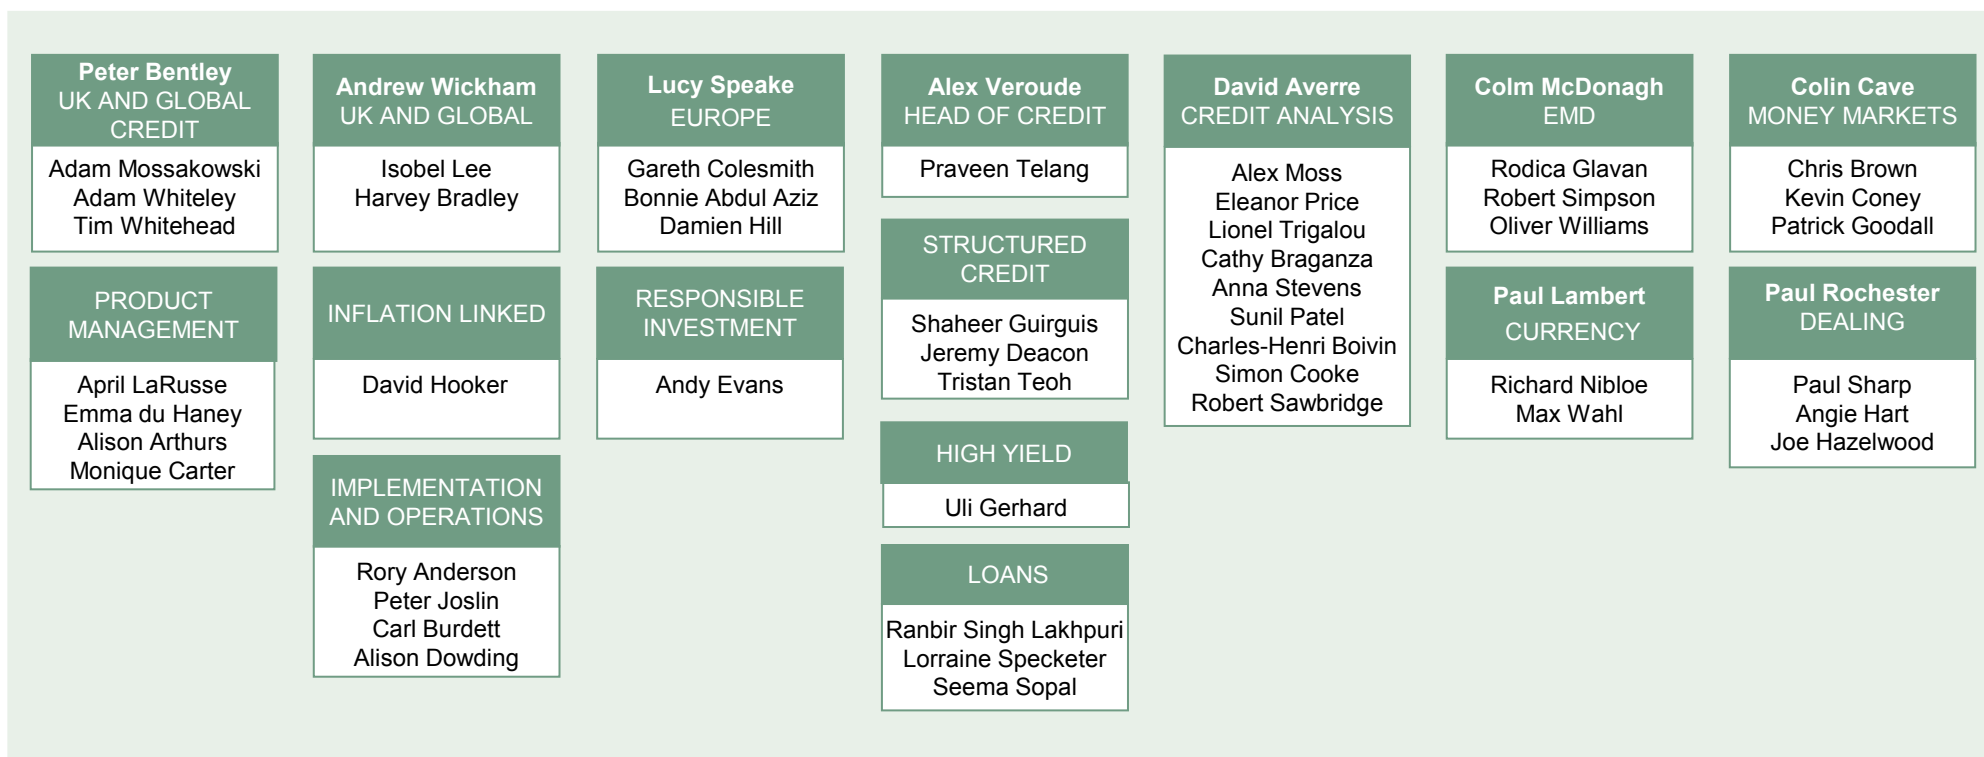 Peter Bentley
UK AND GLOBAL
CREDIT
Adam Mossakowski
Adam Whiteley
Tim Whitehead
PRODUCT
MANAGEMENT
April LaRusse
Emma du Haney
Alison Arthurs
Monique Carter
Andrew Wickham
UK AND GLOBAL
Isobel Lee
Harvey Bradley
INFLATION LINKED
David Hooker
IMPLEMENTATION
AND OPERATIONS
Rory Anderson
Peter Joslin
Carl Burdett
Alison Dowding
Lucy Speake
EUROPE
Gareth Colesmith
Bonnie Abdul Aziz
Damien Hill
RESPONSIBLE
INVESTMENT
Andy Evans
Alex Veroude
HEAD OF CREDIT
Praveen Telang
STRUCTURED
CREDIT
Shaheer Guirguis
Jeremy Deacon
Tristan Teoh
HIGH YIELD
Uli Gerhard
LOANS
Ranbir Singh Lakhpuri
Lorraine Specketer
Seema Sopal
David Averre
CREDIT ANALYSIS
Alex Moss
Eleanor Price
Lionel Trigalou
Cathy Braganza
Anna Stevens
Sunil Patel
Charles-Henri Boivin
Simon Cooke
Robert Sawbridge
Colm McDonagh
EMD
Rodica Glavan
Robert Simpson
Oliver Williams
Paul Lambert
CURRENCY
Richard Nibloe
Max Wahl
Colin Cave
MONEY MARKETS
Chris Brown
Kevin Coney
Patrick Goodall
Paul Rochester
DEALING
Paul Sharp
Angie Hart
Joe Hazelwood